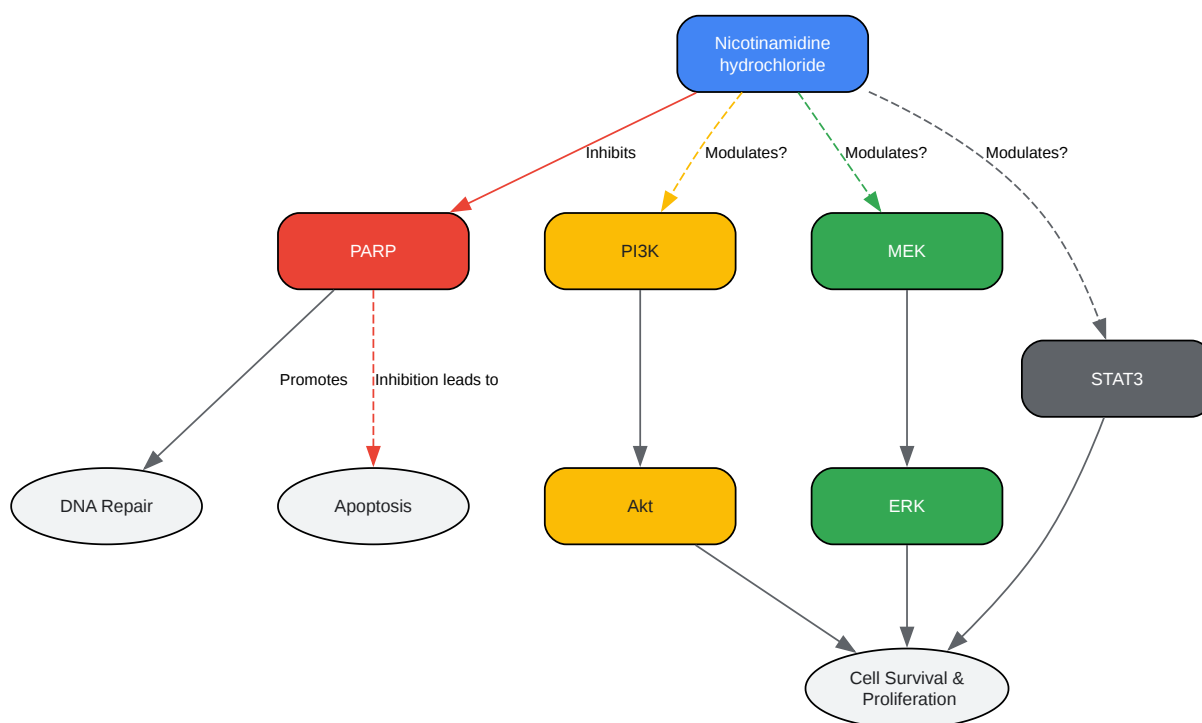 Nicotinamidine
hydrochloride
Inhibits
Modulates?
Modulates?
Modulates?
PARP
PI3K
MEK
STAT3
Promotes
Inhibition leads to
DNA Repair
Apoptosis
Akt
ERK
Cell Survival &
Proliferation